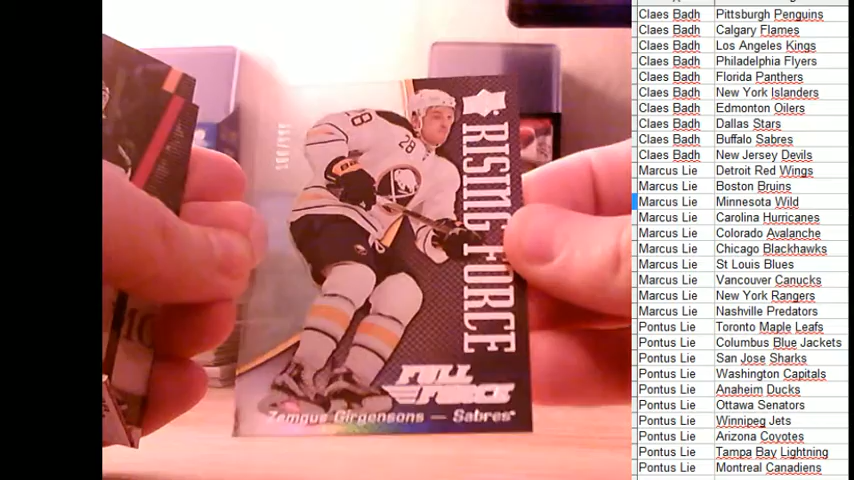 RISING FORCE
28
28
FULL
FORCE
Zemgus Girgensons — Sabres
Claes Badh Pittsburgh Penguins
Claes Badh Calgary Flames
Claes Badh Los Angeles Kings
Claes Badh Philadelphia Flyers
Claes Badh Florida Panthers
Claes Badh New York Islanders
Claes Badh Edmonton Oilers
Claes Badh Dallas Stars
Claes Badh Buffalo Sabres
Claes Badh New Jersey Devils
Marcus Lie Detroit Red Wings
Marcus Lie Boston Bruins
Marcus Lie Minnesota Wild
Marcus Lie Carolina Hurricanes
Marcus Lie Colorado Avalanche
Marcus Lie Chicago Blackhawks
Marcus Lie St Louis Blues
Marcus Lie Vancouver Canucks
Marcus Lie New York Rangers
Marcus Lie Nashville Predators
Pontus Lie Toronto Maple Leafs
Pontus Lie Columbus Blue Jackets
Pontus Lie San Jose Sharks
Pontus Lie Washington Capitals
Pontus Lie Anaheim Ducks
Pontus Lie Ottawa Senators
Pontus Lie Winnipeg Jets
Pontus Lie Arizona Coyotes
Pontus Lie Tampa Bay Lightning
Pontus Lie Montreal Canadiens